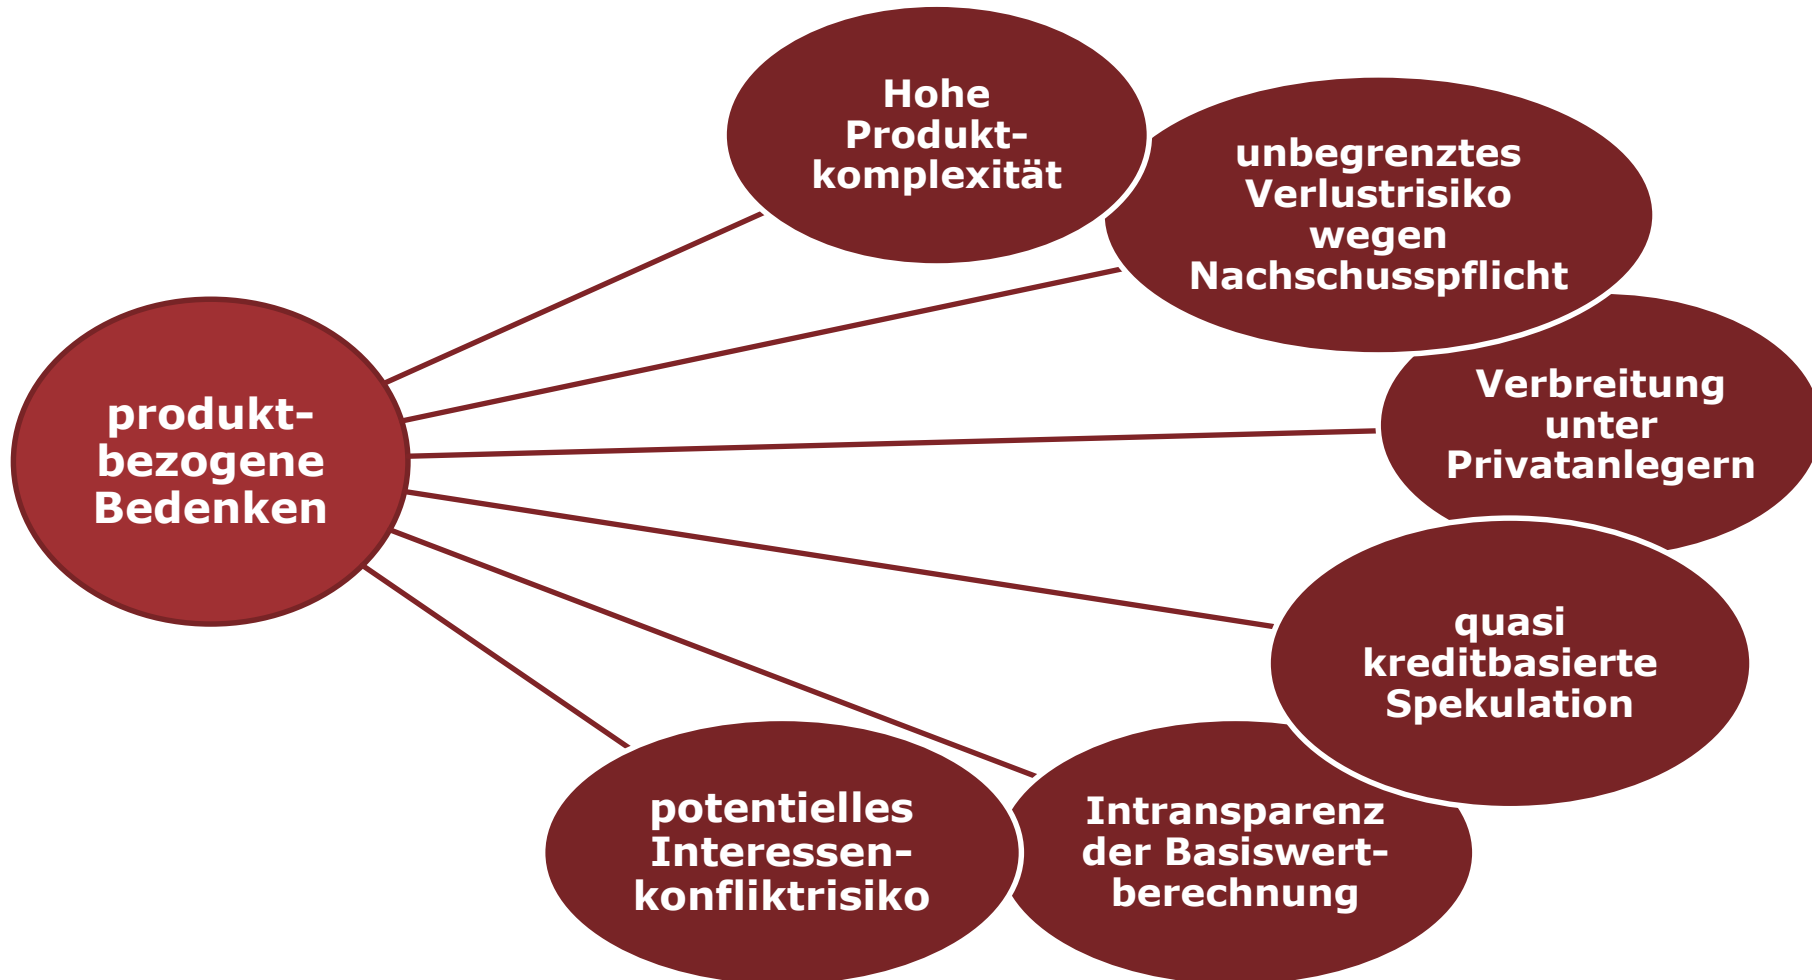 Hohe
Produkt-
komplexität
unbegrenztes
Verlustrisiko
wegen
Nachschusspflicht
Verbreitung
unter
Privatanlegern
produkt-
bezogene
Bedenken
quasi
kreditbasierte
Spekulation
Intransparenz
der Basiswert-
berechnung
potentielles
Interessen-
konfliktrisiko